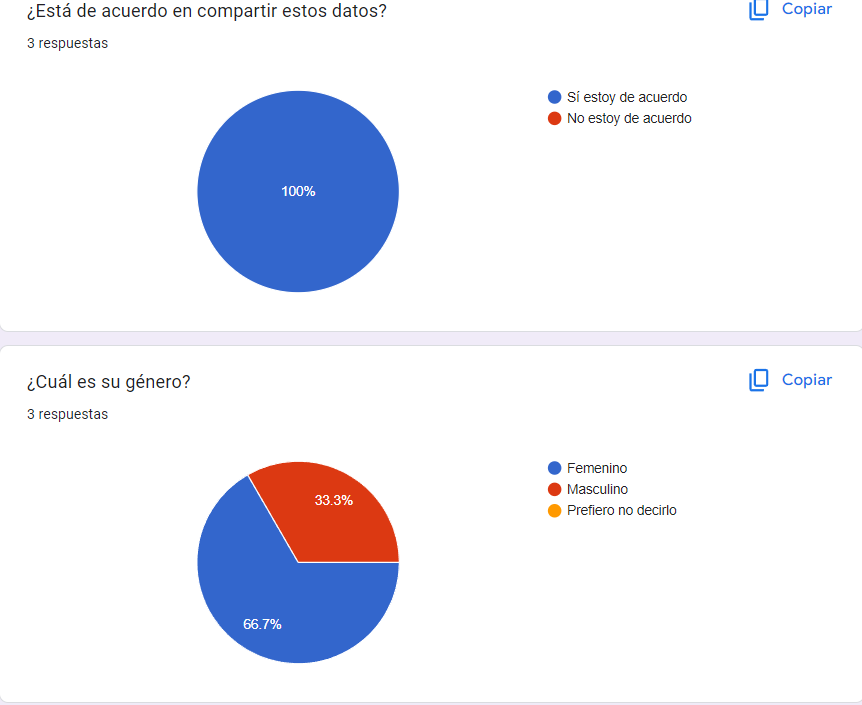 ¿Está de acuerdo en compartir estos datos?
Copiar
3 respuestas
Sí estoy de acuerdo
No estoy de acuerdo
100%
¿Cuál es su género?
Copiar
3 respuestas
Femenino
Masculino
Prefiero no decirlo
33.3%
66.7%